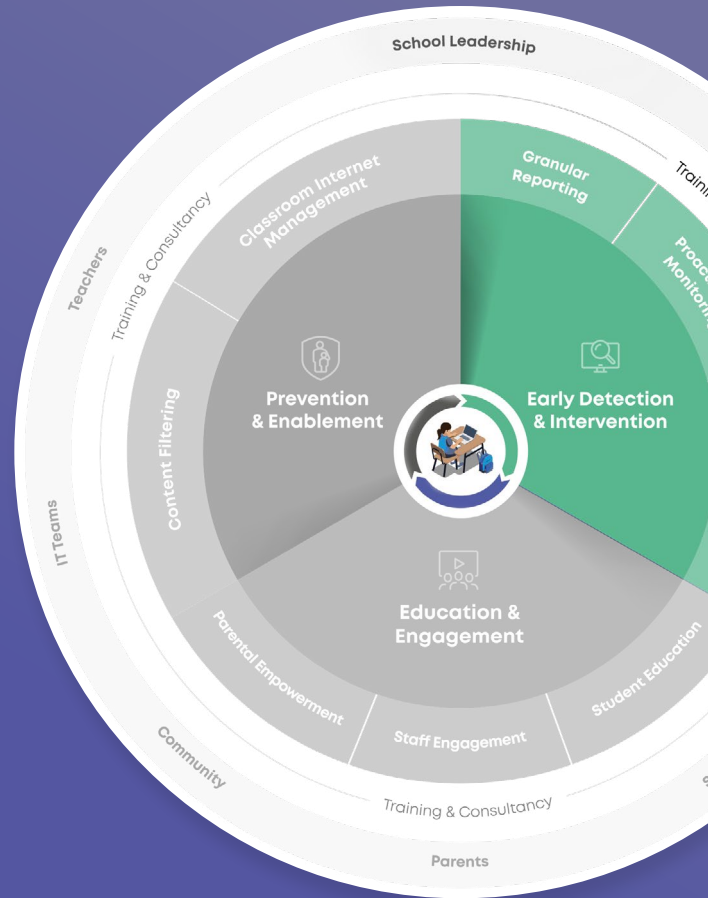 School Leadership
Teachers
IT Teams
Community
Parents
Training & Consultancy
Training & Consultancy
Classroom Internet
Management
Content Filtering
Granular
Reporting
Prevention
& Enablement
Early Detection
& Intervention
Education &
Engagement
Parental Empowerment
Staff Engagement
Student Education